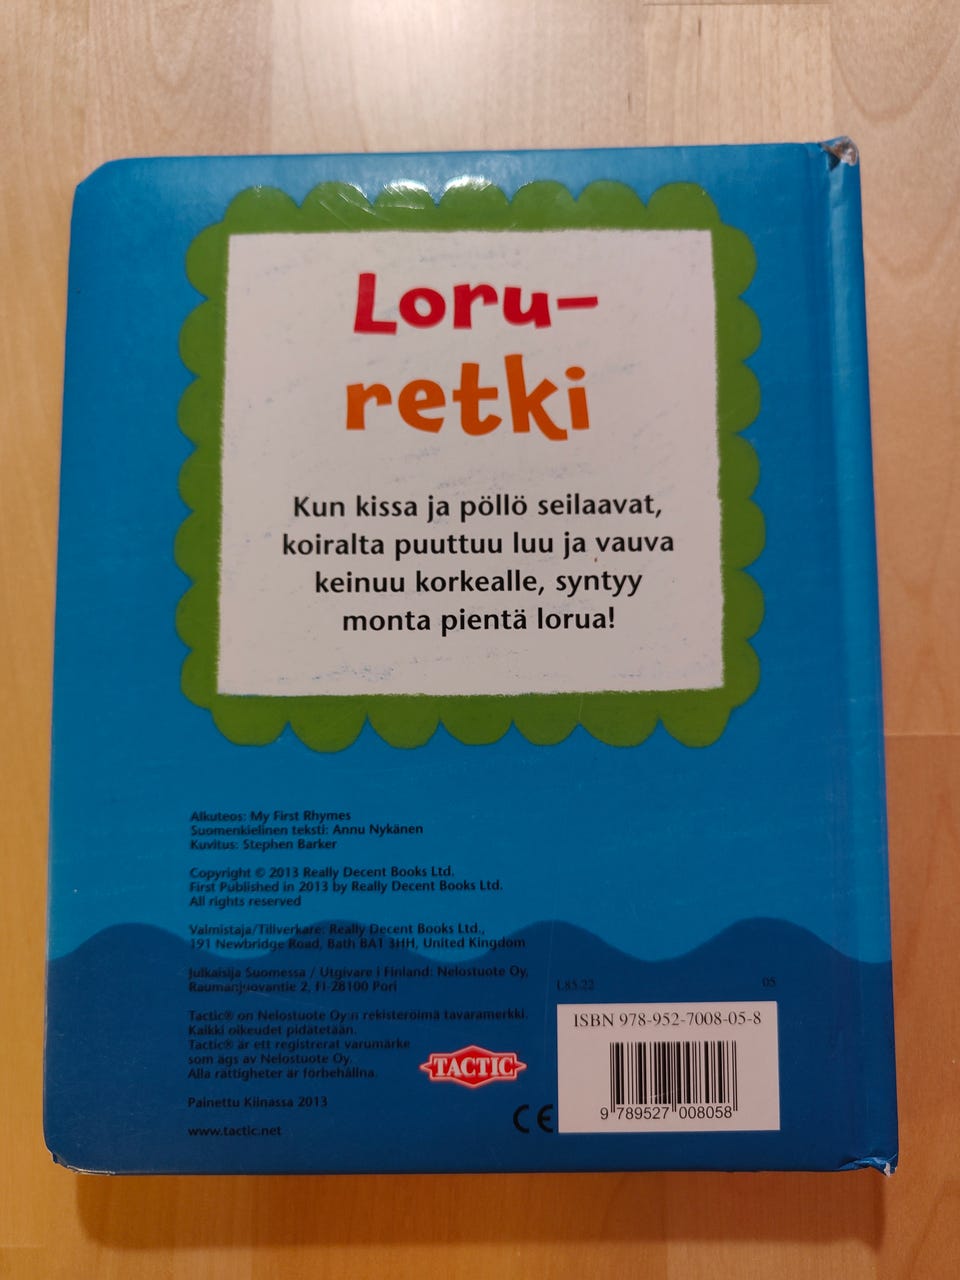 Loru-
retki
Kun kissa ja pöllö seilaavat,
koiralta puuttuu luu ja vauva
keinuu korkealle, syntyy
monta pientä lorua!
Alkuteos: My First Rhymes
Suomenkielinen teksti: Annu Nykänen
Kuvitus: Stephen Barker
Copyright © 2013 Really Decent Books Ltd.
First Published in 2013 by Really Decent Books Ltd.
All rights reserved
Valmistaja/Tillverkare: Really Decent Books Ltd.,
191 Newbridge Road, Bath BA1 3HH, United Kingdom
Julkaisija Suomessa / Utgivare i Finland: Nelostuote Oy,
Raumanjuovantie 2, FI-28100 Pori
Tactic® on Nelostuote Oy:n rekisteröimä tavaramerkki.
Kaikki oikeudet pidätetään.
Tactic® är ett registrerat varumärke
som ägs av Nelostuote Oy.
Alla rättigheter är förbehållna.
Painettu Kiinassa 2013
www.tactic.net
TACTIC
CE
L85.22
05
ISBN 978-952-7008-05-8
9 789527 008058